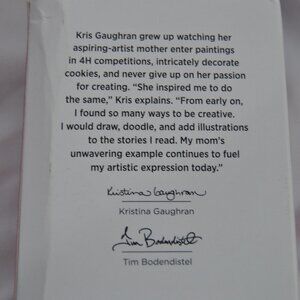 Kris Gaughran grew up watching her
aspiring-artist mother enter paintings
in 4H competitions, intricately decorate
cookies, and never give up on her passion
for creating. “She inspired me to do
the same,” Kris explains. “From early on,
I found so many ways to be creative.
I would draw, doodle, and add illustrations
to the stories I read. My mom’s
unwavering example continues to fuel
my artistic expression today.”
Kristina Gaughran
Kristina Gaughran
Tim Bodendistel
Tim Bodendistel